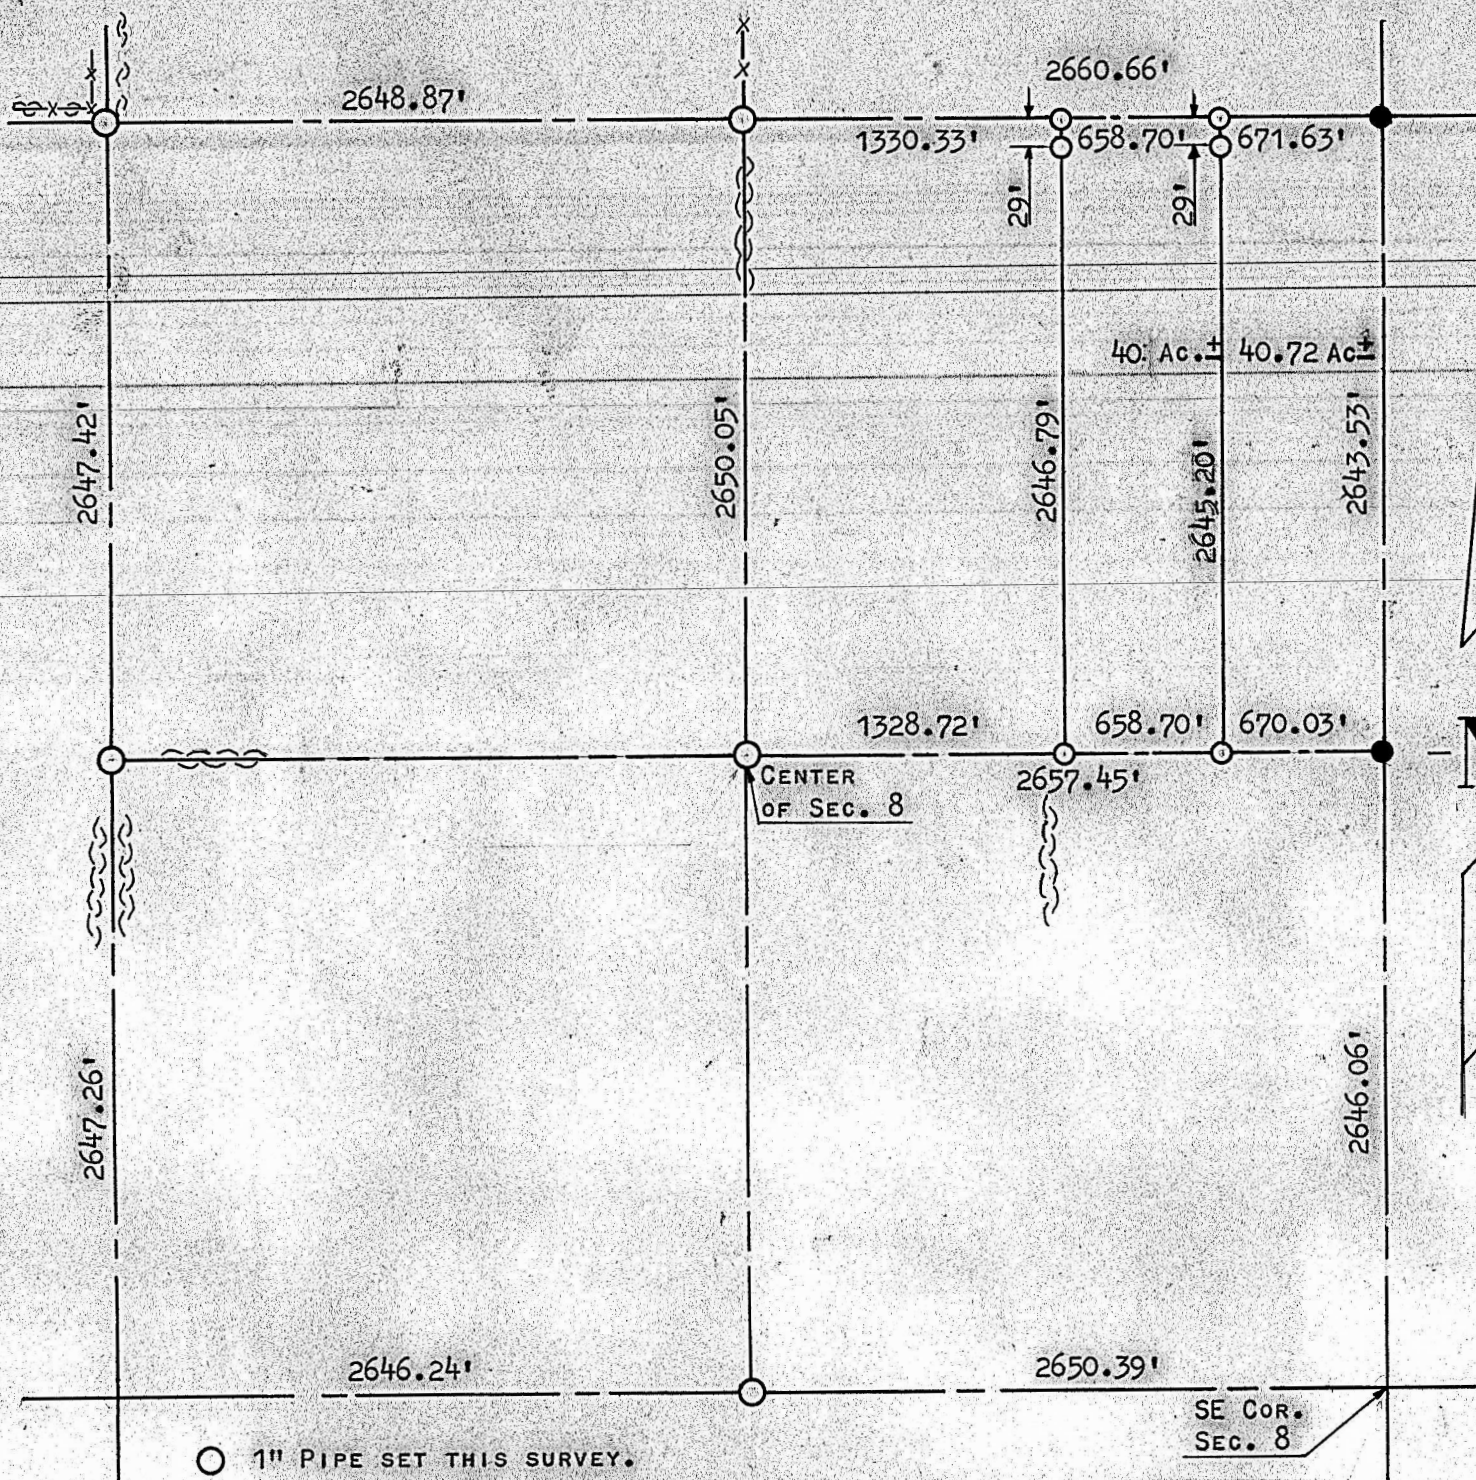 2660.66'
2648.87'
1330.33'
658.70'
671.63'
29'
29'
40. Ac.±
40.72 Ac±
2647.42'
2650.05'
2646.79'
2645.20'
2643.53'
1328.72'
658.70'
670.03'
2657.45'
CENTER
OF SEC. 8
2647.26'
2646.06'
2646.24'
2650.39'
SE COR.
SEC. 8
1" PIPE SET THIS SURVEY.